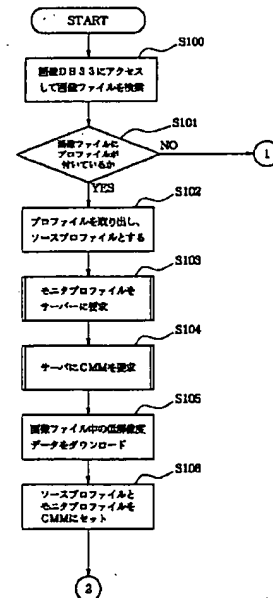 START
S100
画像DB33にアクセス
して画像ファイルを検索
S101
画像ファイルに
プロファイルが
付いているか
NO
1
YES
S102
プロファイルを取り出し、
ソースプロファイルとする
S103
モニタプロファイルを
サーバーに要求
S104
サーバにCMMを要求
S105
画像ファイル中の低解像度
データをダウンロード
S106
ソースプロファイルと
モニタプロファイルを
CMMにセット
2